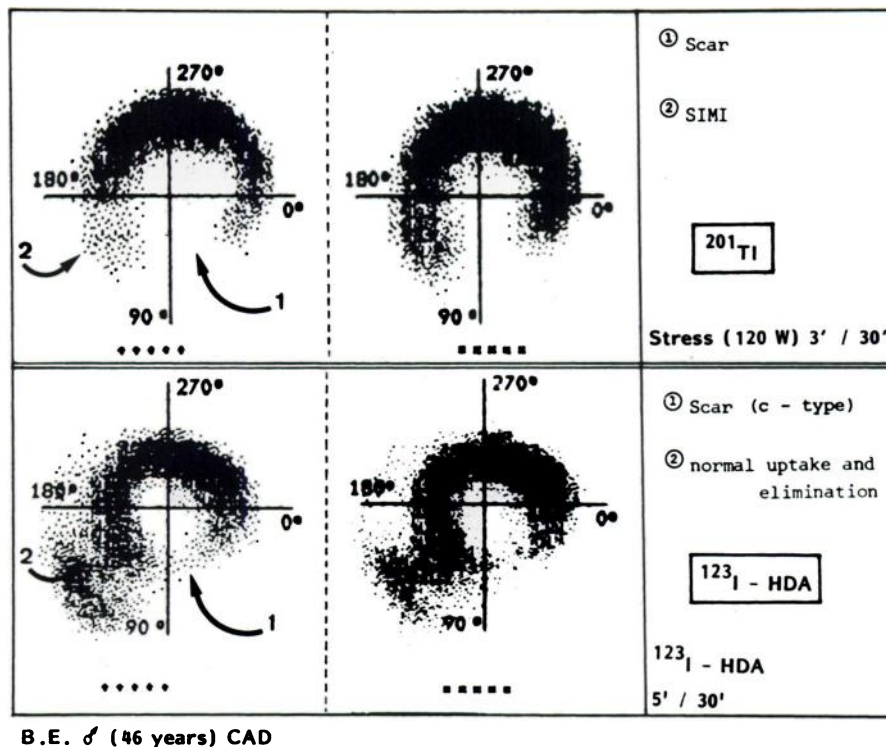 270°
180°
0°
2
1
90°
270°
180°
0°
90°
① Scar
② SIMI
²⁰¹Tl
Stress (120 W) 3' / 30'
270°
180°
0°
2
1
90°
270°
180°
0°
90°
① Scar (c - type)
② normal uptake and
elimination
¹²³I - HDA
¹²³I - HDA
5' / 30'
B.E. ♂ (46 years) CAD